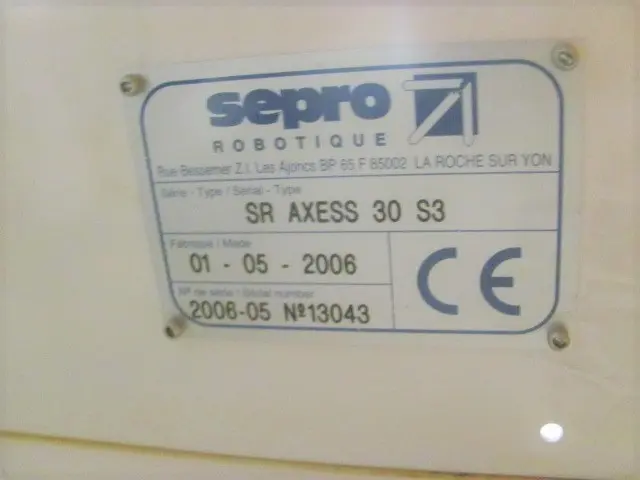 sepro
ROBOTIQUE
Rue Bessemer Z.I. Les Ajoncs BP 65 F 85002 LA ROCHE SUR YON
Série - Type / Serial - Type
SR AXESS 30 S3
Fabriqué / Made
01 - 05 - 2006
N° de série / Serial number
2006-05 Nº13043
CE